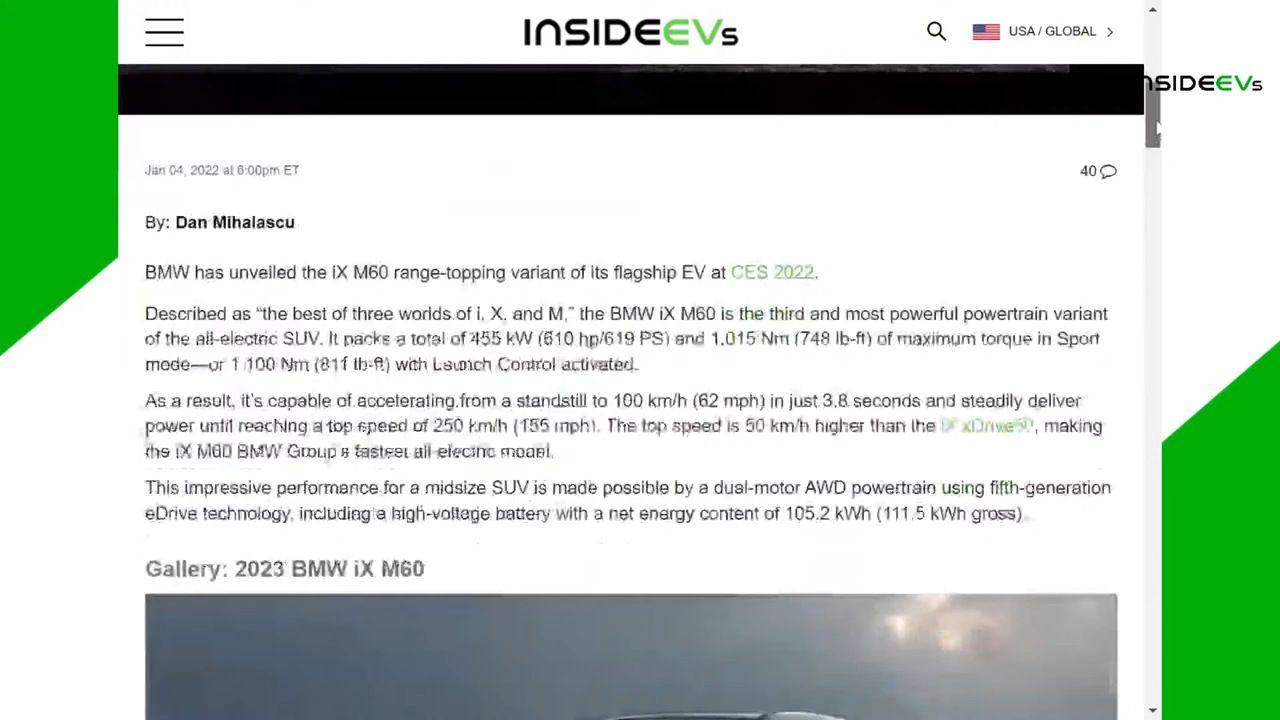 INSIDEEVs
USA / GLOBAL
NSIDEEVs
Jan 04, 2022 at 6:00pm ET
40
By: Dan Mihalascu
BMW has unveiled the iX M60 range-topping variant of its flagship EV at CES 2022.
Described as “the best of three worlds of i, X, and M,” the BMW iX M60 is the third and most powerful powertrain variant
of the all-electric SUV. It packs a total of 455 kW (610 hp/619 PS) and 1.015 Nm (748 lb-ft) of maximum torque in Sport
mode—or 1 100 Nm (811 lb-ft) with Launch Control activated.
As a result, it’s capable of accelerating from a standstill to 100 km/h (62 mph) in just 3.8 seconds and steadily deliver
power until reaching a top speed of 250 km/h (155 mph). The top speed is 50 km/h higher than the iX xDrive50, making
the iX M60 BMW Group's fastest all-electric model.
This impressive performance for a midsize SUV is made possible by a dual-motor AWD powertrain using fifth-generation
eDrive technology, including a high-voltage battery with a net energy content of 105.2 kWh (111.5 kWh gross).
Gallery: 2023 BMW iX M60